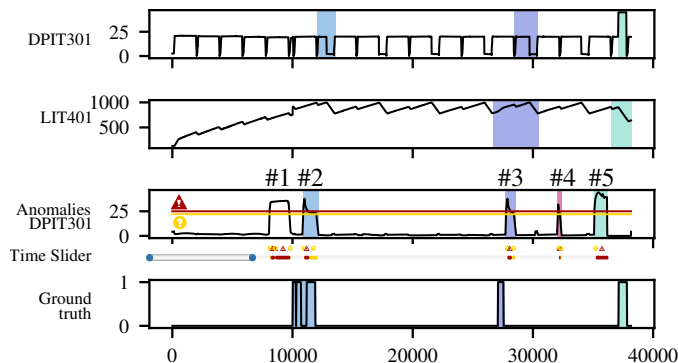 DPIT301
25
0
LIT401
1000
500
#1 #2 #3 #4 #5
Anomalies
DPIT301
25
0
!
?
Time Slider
Ground
truth
1
0
0 10000 20000 30000 40000